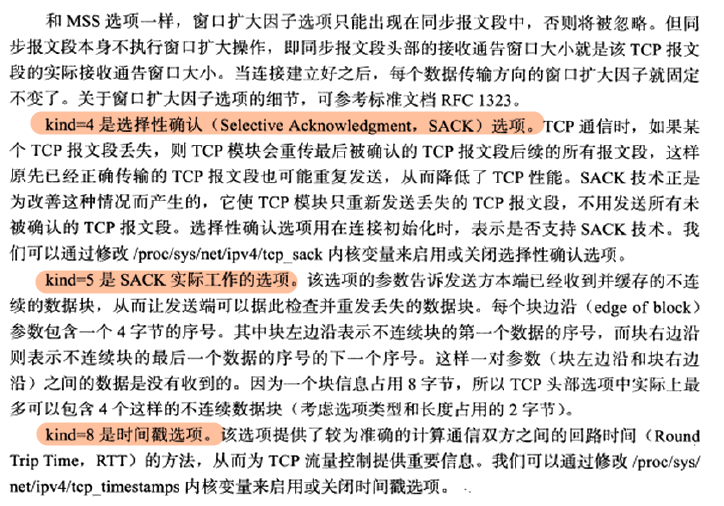 和 MSS 选项一样，窗口扩大因子选项只能出现在同步报文段中，否则将被忽略。但同
步报文段本身不执行窗口扩大操作，即同步报文段头部的接收通告窗口大小就是该 TCP 报文
段的实际接收通告窗口大小。当连接建立好之后，每个数据传输方向的窗口扩大因子就固定
不变了。关于窗口扩大因子选项的细节，可参考标准文档 RFC 1323。
kind=4 是选择性确认（Selective Acknowledgment，SACK）选项。TCP 通信时，如果某
个 TCP 报文段丢失，则 TCP 模块会重传最后被确认的 TCP 报文段后续的所有报文段，这样
原先已经正确传输的 TCP 报文段也可能重复发送，从而降低了 TCP 性能。SACK 技术正是
为改善这种情况而产生的，它使 TCP 模块只重新发送丢失的 TCP 报文段，不用发送所有未
被确认的 TCP 报文段。选择性确认选项用在连接初始化时，表示是否支持 SACK 技术。我
们可以通过修改 /proc/sys/net/ipv4/tcp_sack 内核变量来启用或关闭选择性确认选项。
kind=5 是 SACK 实际工作的选项。该选项的参数告诉发送方本端已经收到并缓存的不连
续的数据块，从而让发送端可以据此检查并重发丢失的数据块。每个块边沿（edge of block）
参数包含一个 4 字节的序号。其中块左边沿表示不连续块的第一个数据的序号，而块右边沿
则表示不连续块的最后一个数据的序号的下一个序号。这样一对参数（块左边沿和块右边
沿）之间的数据是没有收到的。因为一个块信息占用 8 字节，所以 TCP 头部选项中实际上最
多可以包含 4 个这样的不连续数据块（考虑选项类型和长度占用的 2 字节）。
kind=8 是时间戳选项。该选项提供了较为准确的计算通信双方之间的回路时间（Round
Trip Time，RTT）的方法，从而为 TCP 流量控制提供重要信息。我们可以通过修改 /proc/sys/
net/ipv4/tcp_timestamps 内核变量来启用或关闭时间戳选项。